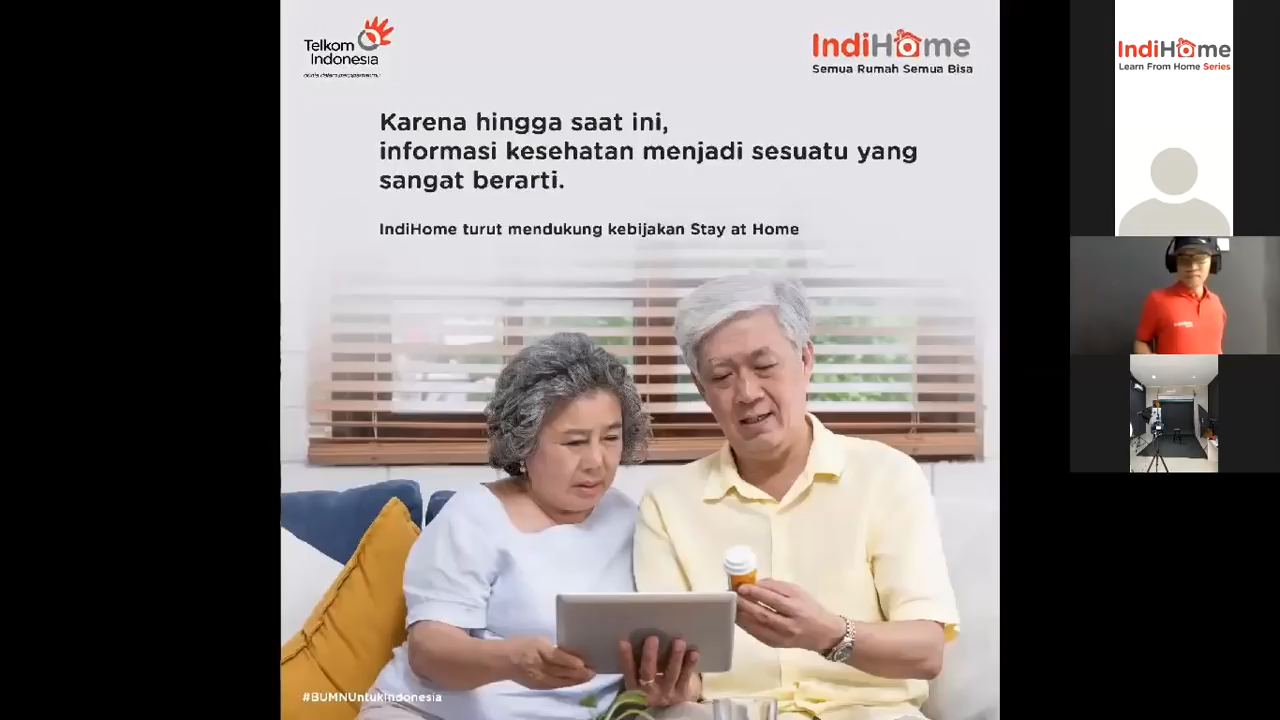 Telkom
Indonesia
IndiHome
Semua Rumah Semua Bisa
Karena hingga saat ini,
informasi kesehatan menjadi sesuatu yang
sangat berarti.
IndiHome turut mendukung kebijakan Stay at Home
#BUMNUntukIndonesia
IndiHome
Learn From Home Series